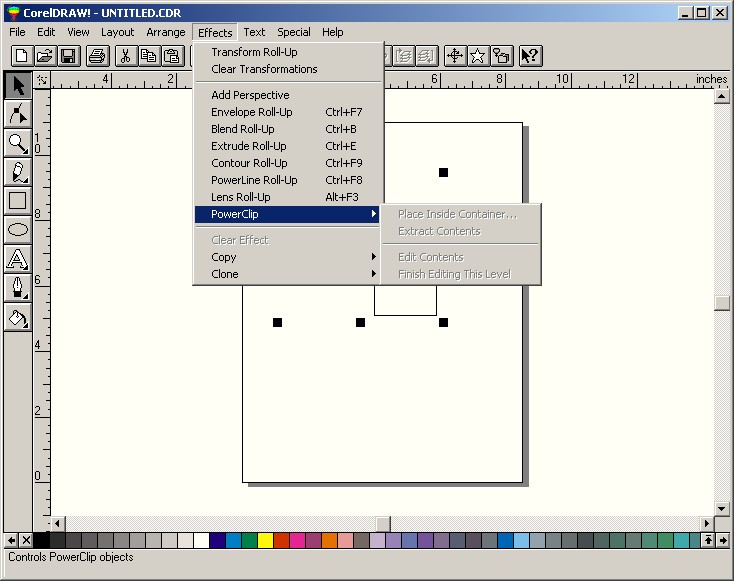 CorelDRAW! - UNTITLED.CDR
File Edit View Layout Arrange Effects Text Special Help
Transform Roll-Up
Clear Transformations
Add Perspective
Envelope Roll-Up Ctrl+F7
Blend Roll-Up Ctrl+B
Extrude Roll-Up Ctrl+E
Contour Roll-Up Ctrl+F9
PowerLine Roll-Up Ctrl+F8
Lens Roll-Up Alt+F3
PowerClip
Clear Effect
Copy
Clone
Place Inside Container...
Extract Contents
Edit Contents
Finish Editing This Level
4 2 6 8 10 12 inches
10
8
6
4
2
0
Controls PowerClip objects